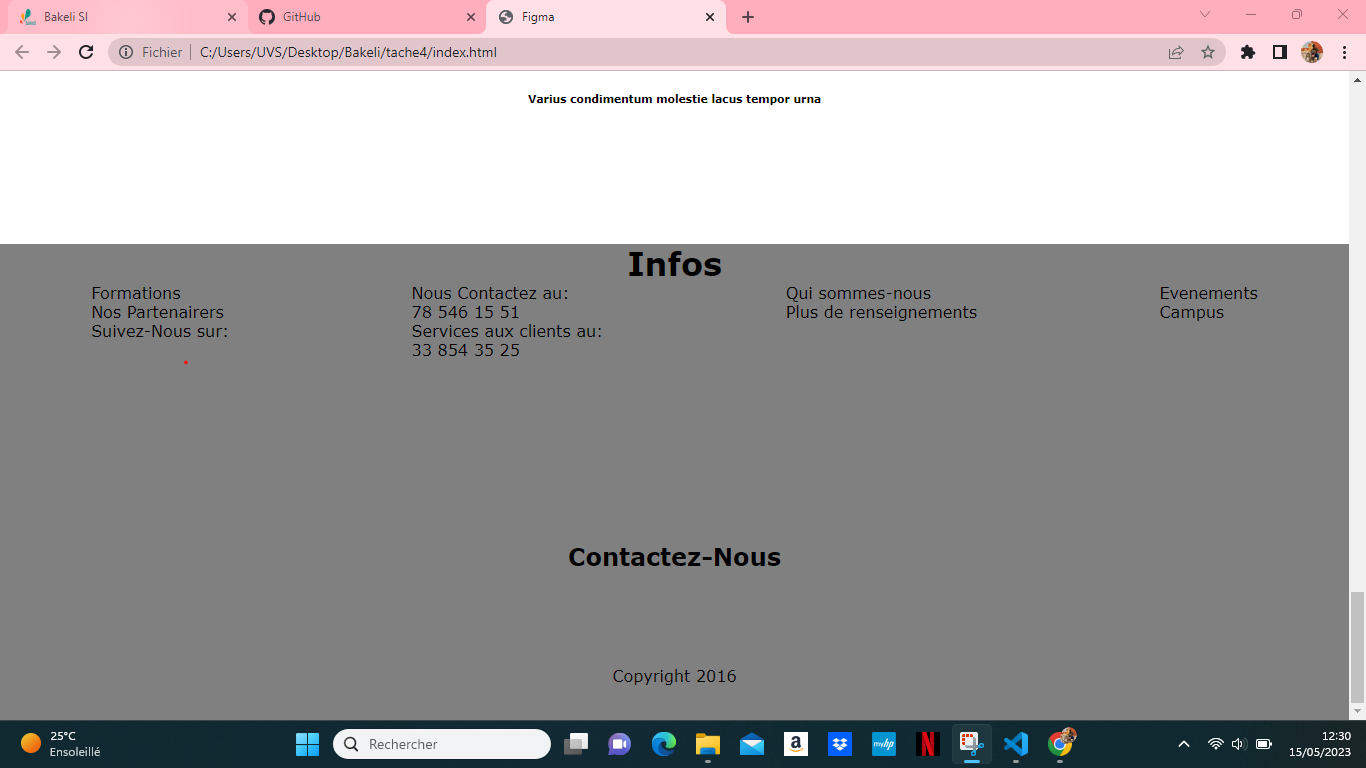 Bakeli SI
GitHub
Figma
Fichier
C:/Users/UVS/Desktop/Bakeli/tache4/index.html
Varius condimentum molestie lacus tempor urna
Infos
Formations
Nos Partenairers
Suivez-Nous sur:
Nous Contactez au:
78 546 15 51
Services aux clients au:
33 854 35 25
Qui sommes-nous
Plus de renseignements
Evenements
Campus
Contactez-Nous
Copyright 2016
25°C
Ensoleillé
Rechercher
a
myhp
N
12:30
15/05/2023